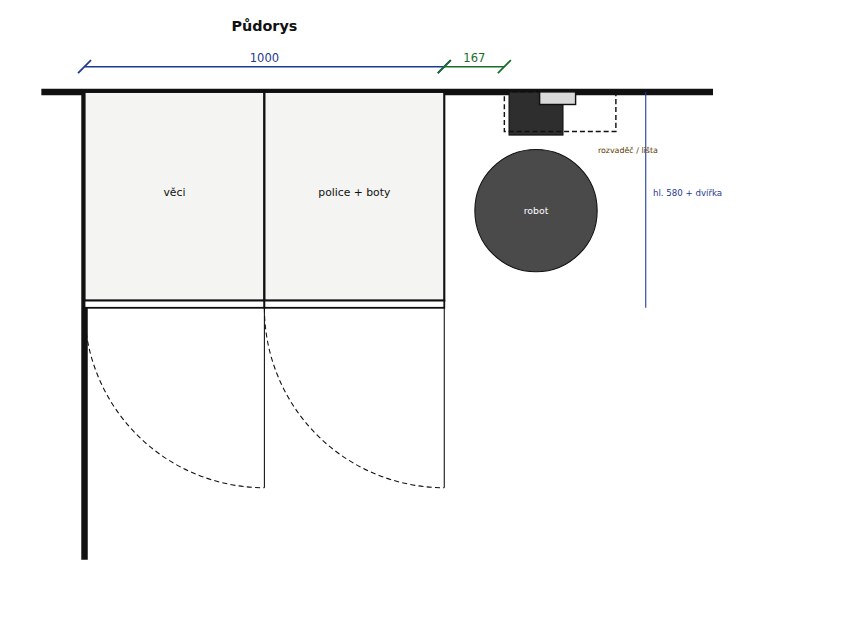 Půdorys
1000
167
rozvaděč / lišta
věci
police + boty
hl. 580 + dvířka
robot